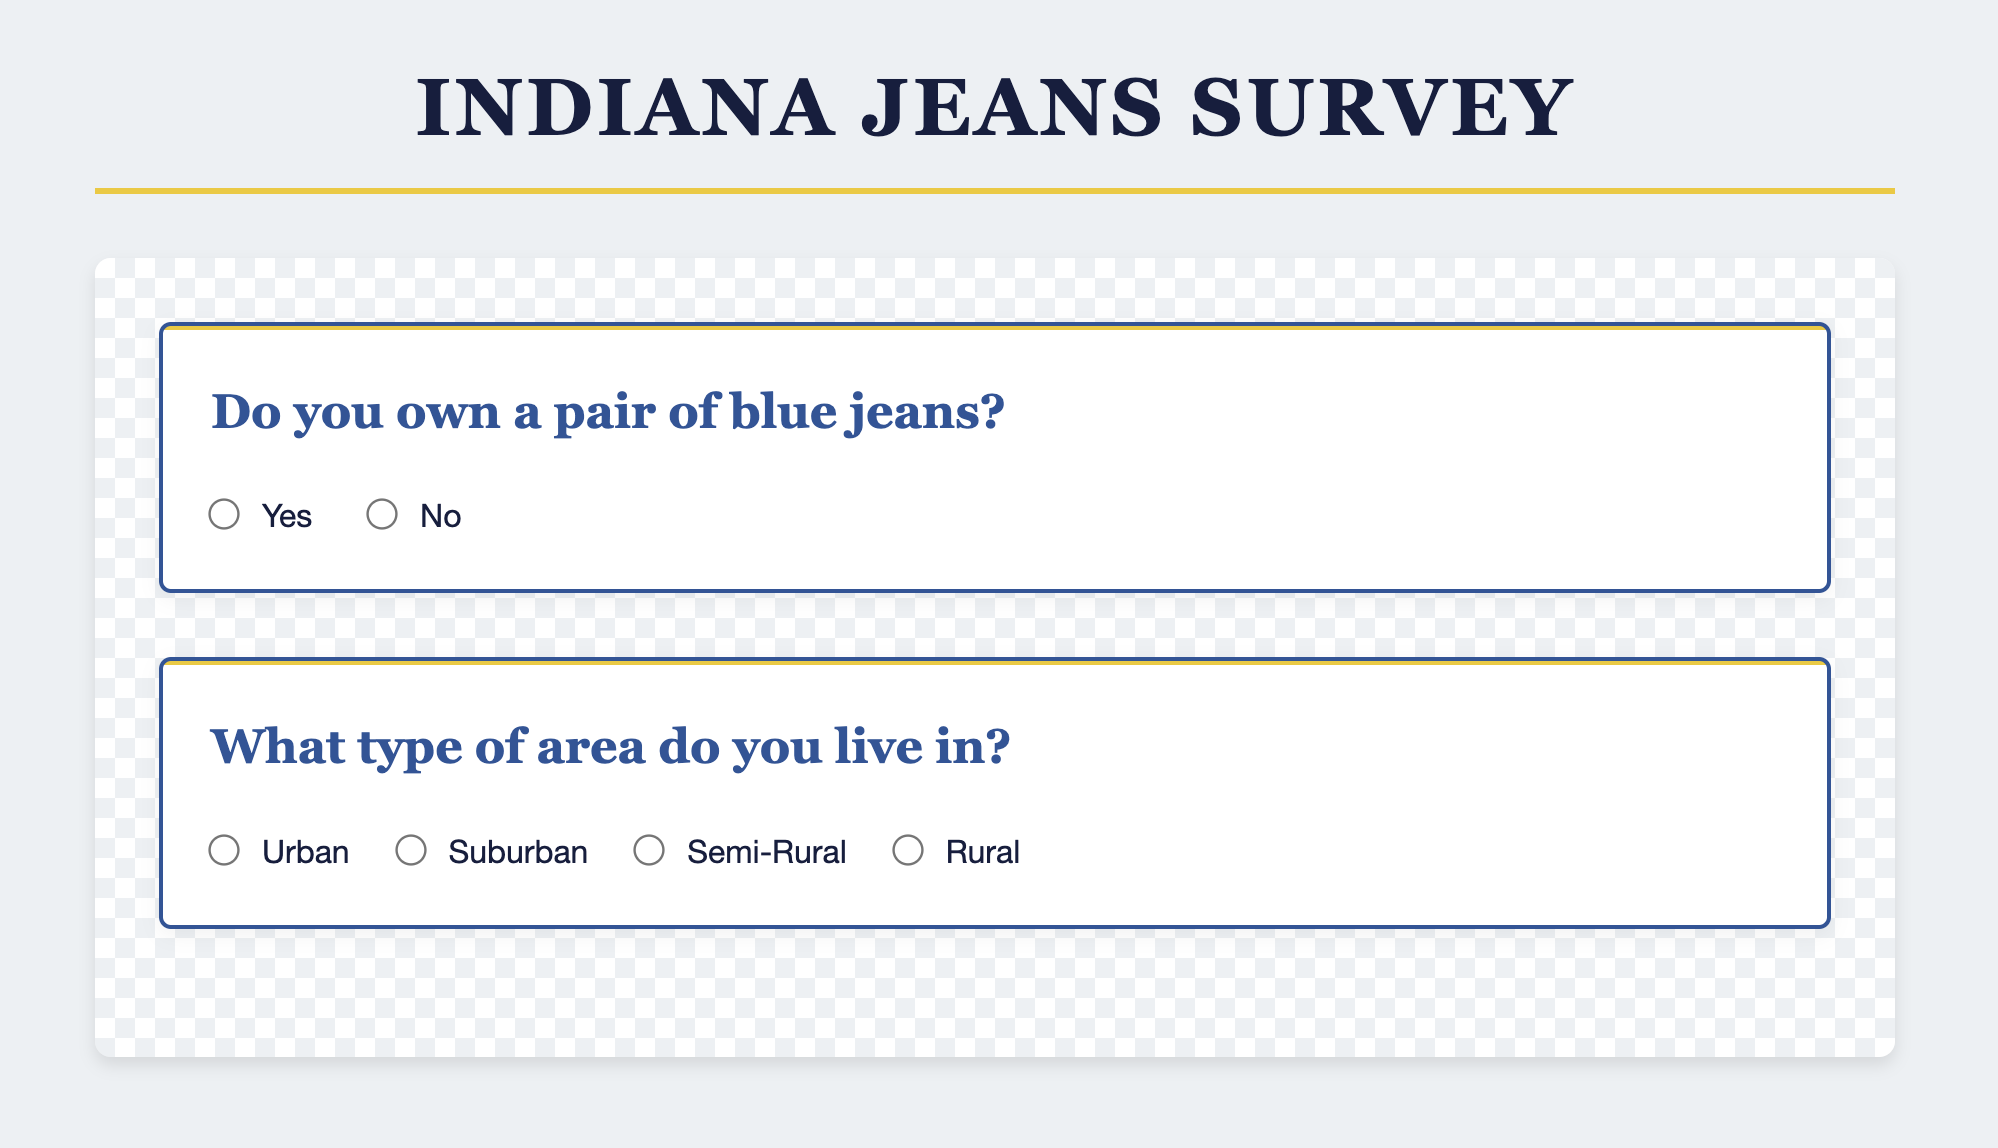 INDIANA JEANS SURVEY
Do you own a pair of blue jeans?
Yes No
What type of area do you live in?
Urban Suburban Semi-Rural Rural